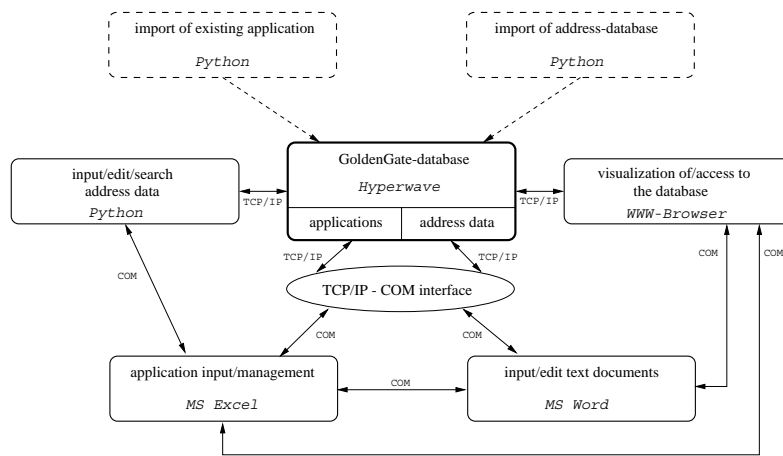 import of existing application
Python
import of address-database
Python
GoldenGate-database
Hyperwave
applications
address data
input/edit/search
address data
Python
TCP/IP
TCP/IP
visualization of/access to
the database
WWW-Browser
TCP/IP
TCP/IP
COM
COM
COM
TCP/IP - COM interface
COM
COM
application input/management
MS Excel
COM
input/edit text documents
MS Word